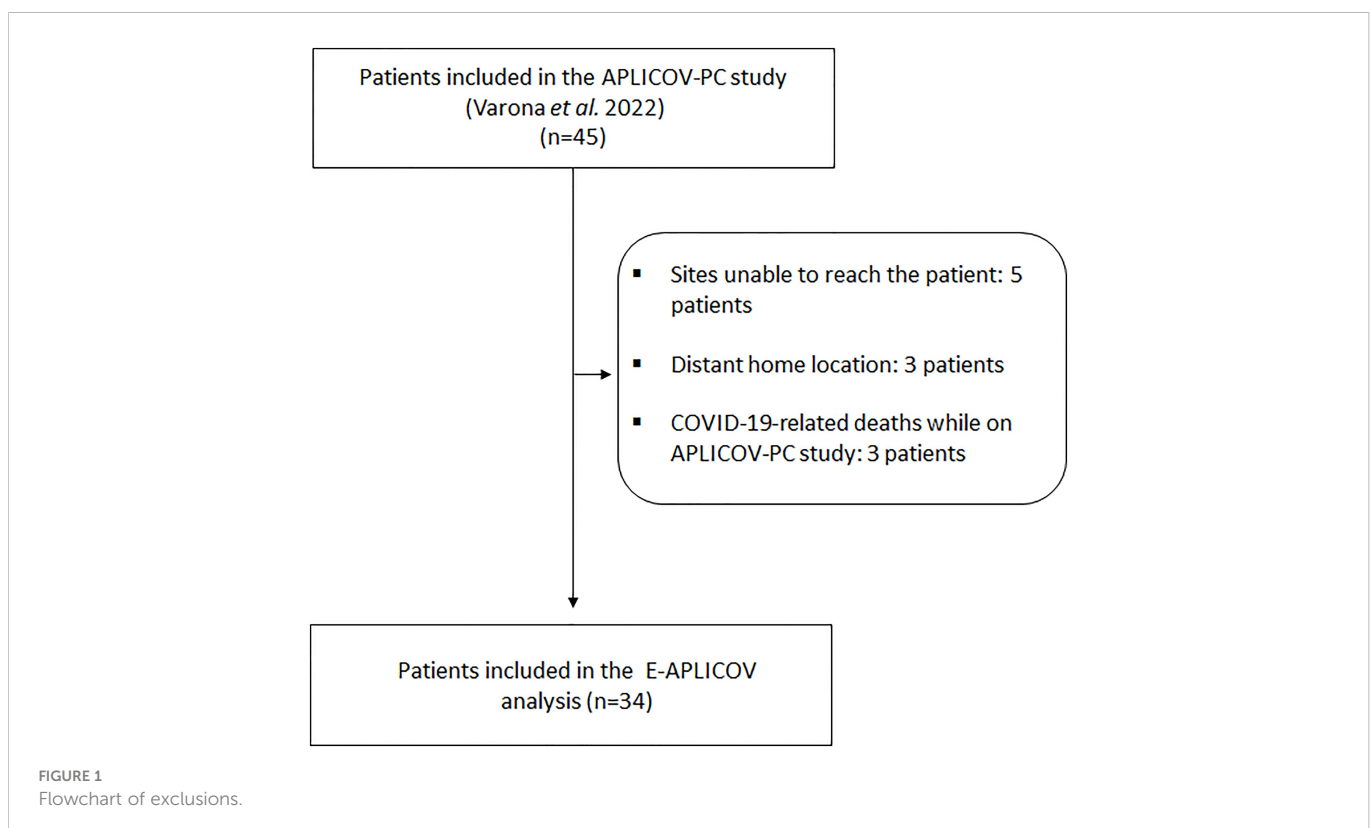 Patients included in the APLICOV-PC study
(Varona et al. 2022)
(n=45)
▪ Sites unable to reach the patient: 5
patients
▪ Distant home location: 3 patients
▪ COVID-19-related deaths while on
APLICOV-PC study: 3 patients
Patients included in the E-APLICOV
analysis (n=34)
FIGURE 1
Flowchart of exclusions.